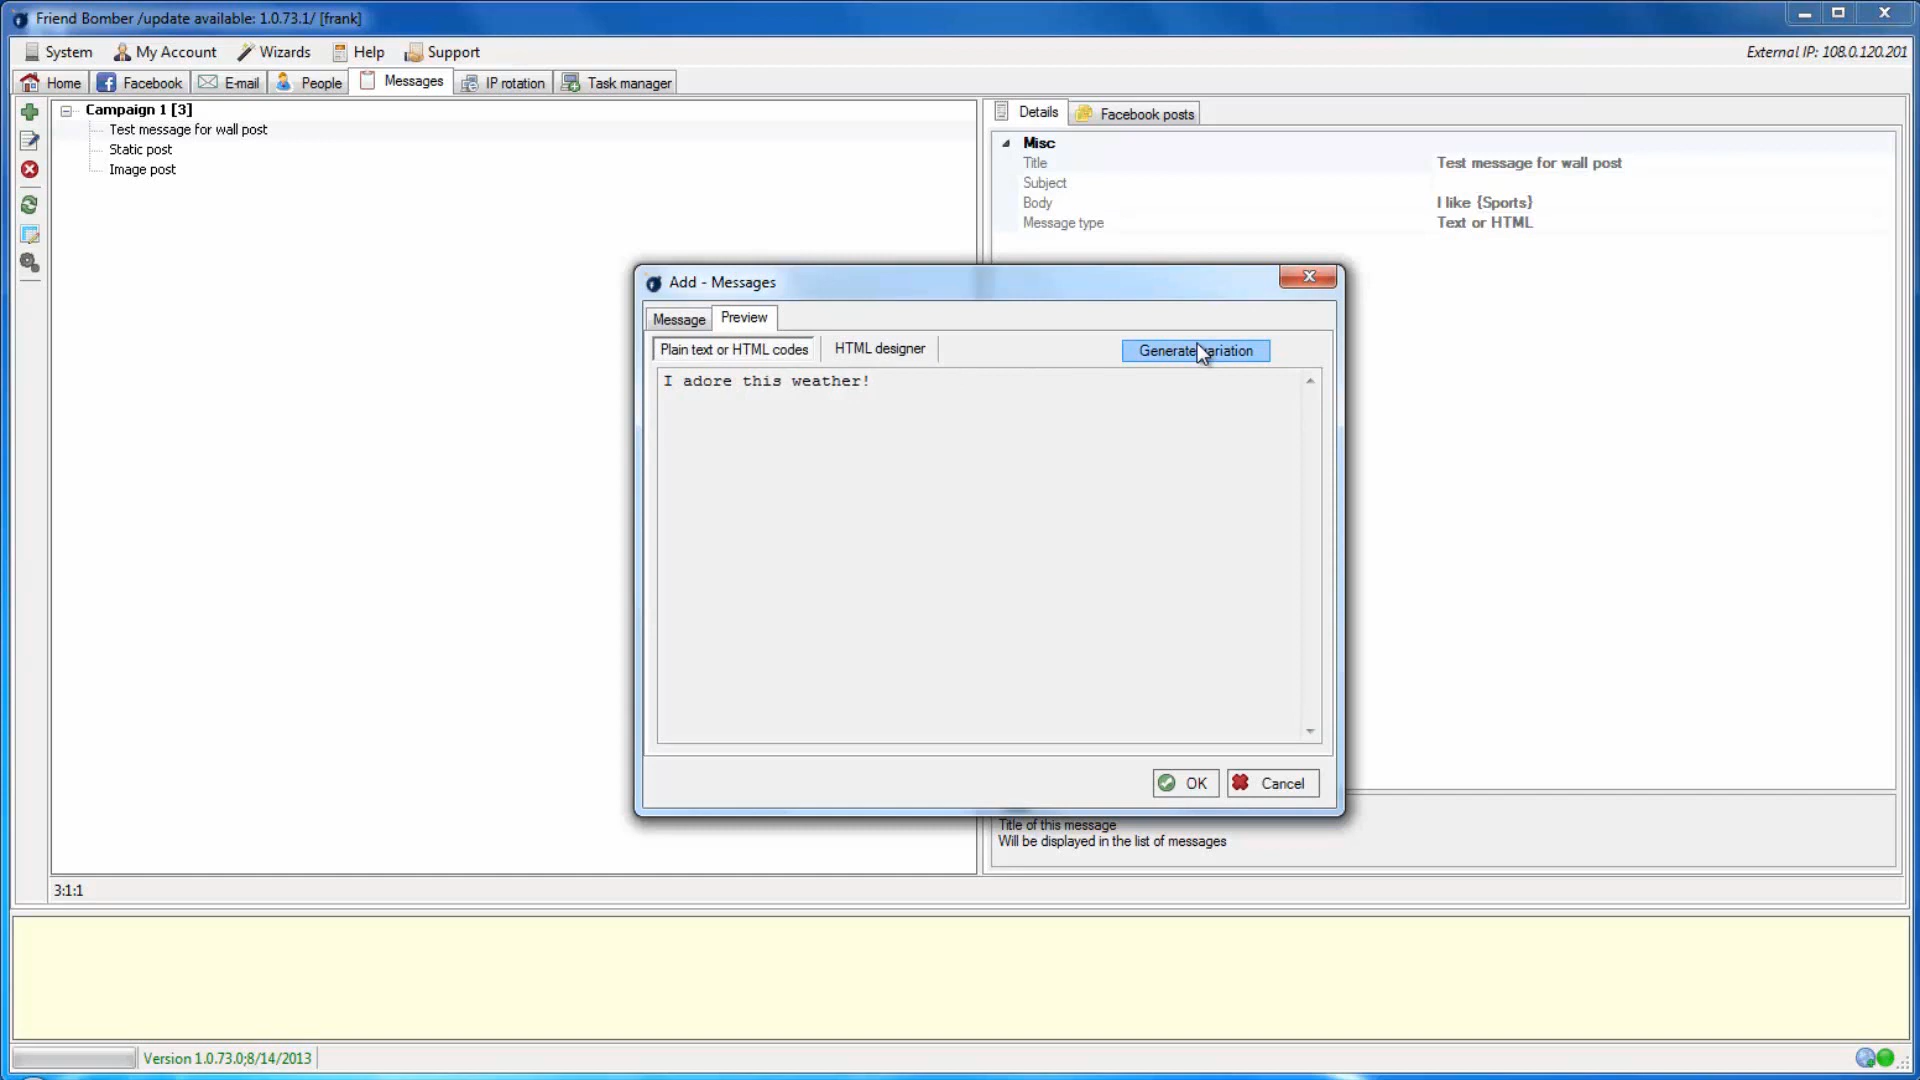 Friend Bomber /update available: 1.0.73.1/ [frank]
System My Account Wizards Help Support External IP: 108.0.120.201
Home Facebook E-mail People Messages IP rotation Task manager
Campaign 1 [3]
Test message for wall post
Static post
Image post
Details Facebook posts
Misc
Title Test message for wall post
Subject
Body I like {Sports}
Message type Text or HTML
Add - Messages
Message Preview
Plain text or HTML codes HTML designer Generate variation
I adore this weather!
OK Cancel
Title of this message
Will be displayed in the list of messages
3:1:1
Version 1.0.73.0;8/14/2013